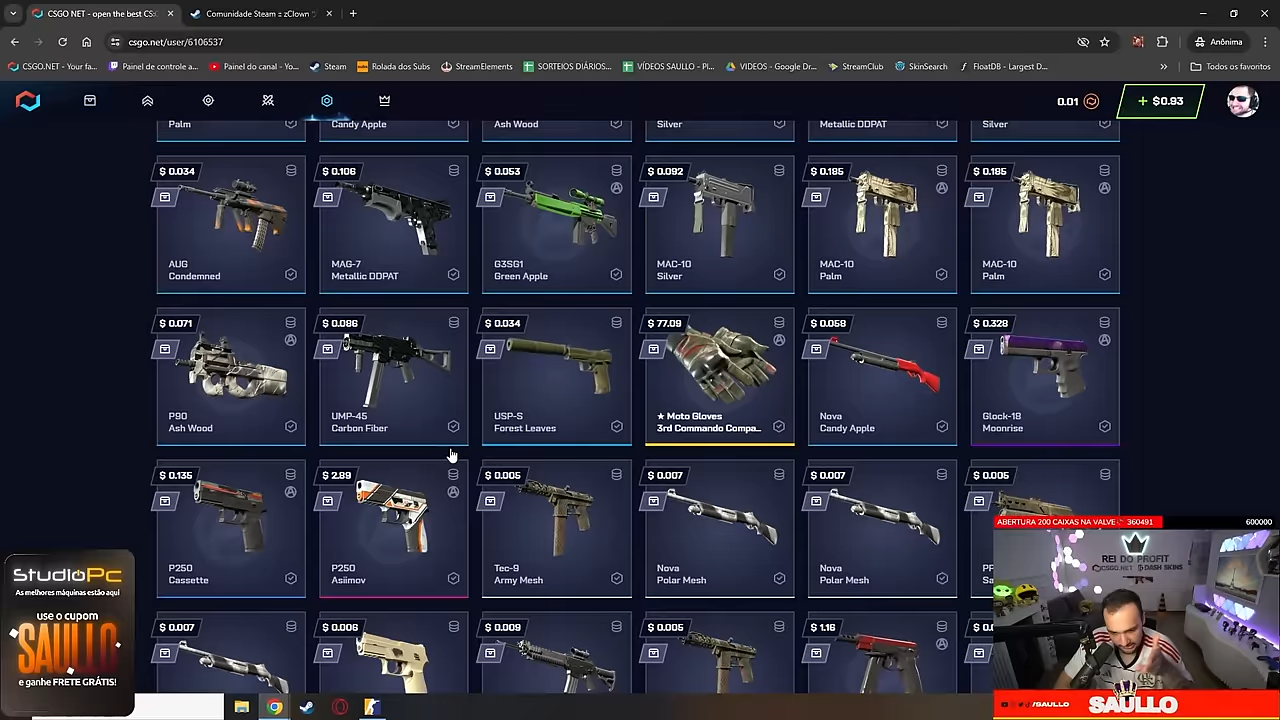 CSGO NET - open the best CS:
Comunidade Steam :: zClown
csgo.net/user/6106537
Anônima
CSGO.NET - Your fa...
Painel de controle a...
Painel do canal - Yo...
Steam
Rolada dos Subs
StreamElements
SORTEIOS DIÁRIOS...
VÍDEOS SAULLO - Pl...
VÍDEOS - Google Dr...
StreamClub
SkinSearch
FloatDB - Largest D...
Todos os favoritos
0.01
+ $0.93
Palm
Candy Apple
Ash Wood
Silver
Metallic DDPAT
Silver
$ 0.034
$ 0.106
$ 0.053
$ 0.092
$ 0.185
$ 0.185
AUG
Condemned
MAG-7
Metallic DDPAT
G3SG1
Green Apple
MAC-10
Silver
MAC-10
Palm
MAC-10
Palm
$ 0.071
$ 0.086
$ 0.034
$ 77.09
$ 0.058
$ 0.328
P90
Ash Wood
UMP-45
Carbon Fiber
USP-S
Forest Leaves
★ Moto Gloves
3rd Commando Compa...
Nova
Candy Apple
Glock-18
Moonrise
$ 0.135
$ 2.89
$ 0.005
$ 0.007
$ 0.007
$ 0.005
P250
Cassette
P250
Asiimov
Tec-9
Army Mesh
Nova
Polar Mesh
Nova
Polar Mesh
$ 0.007
$ 0.006
$ 0.009
$ 0.005
$ 1.16
ABERTURA 200 CAIXAS NA VALVE
360491
600000
REI DO PROFIT
CSGO.NET
DASH SKINS
STUDIOPC
As melhores máquinas estão aqui
use o cupom
SAULLO
e ganhe FRETE GRÁTIS!
/SAULLO
SAULLO